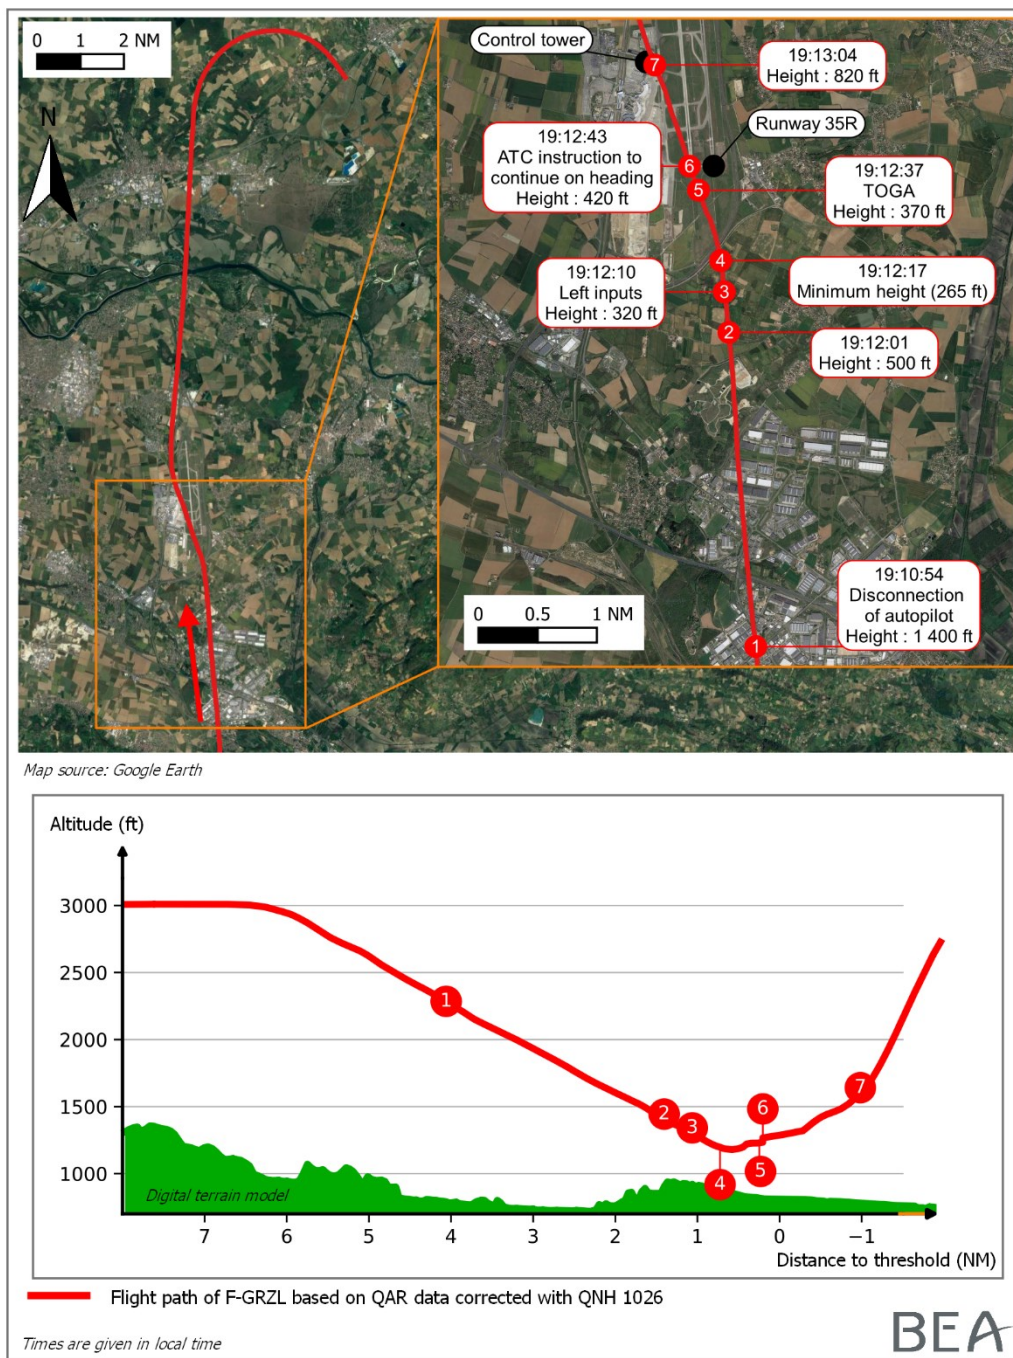 0 1 2 NM
N
Control tower
7
19:13:04
Height : 820 ft
Runway 35R
19:12:43
ATC instruction to
continue on heading
Height : 420 ft
6
5
19:12:37
TOGA
Height : 370 ft
4
19:12:10
Left inputs
Height : 320 ft
3
19:12:17
Minimum height (265 ft)
2
19:12:01
Height : 500 ft
0 0.5 1 NM
19:10:54
Disconnection
of autopilot
Height : 1 400 ft
1
Map source: Google Earth
Altitude (ft)
3000
2500
2000
1500
1000
1
2
3
4
5
6
7
Digital terrain model
7 6 5 4 3 2 1 0 −1
Distance to threshold (NM)
Flight path of F-GRZL based on QAR data corrected with QNH 1026
Times are given in local time
BEA